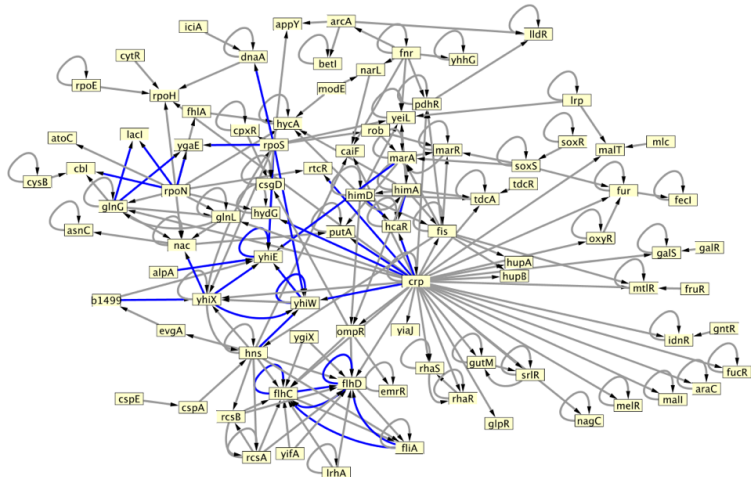 iciA
appY
arcA
lldR
cytR
dnaA
betI
fnr
yhhG
narL
rpoE
rpoH
modE
pdhR
lrp
fhlA
hycA
yeiL
cpxR
rob
lacI
atoC
ygaE
rpoS
caiF
marA
marR
soxR
malT
mlc
soxS
cbl
rtcR
cysB
rpoN
csgD
himD
himA
tdcR
tdcA
fur
fecI
glnG
hydG
glnL
asnC
nac
putA
hcaR
fis
oxyR
galS
galR
yhiE
hupA
hupB
alpA
crp
mtlR
fruR
b1499
yhiX
yhiW
evgA
ygiX
ompR
yiaJ
idnR
gntR
hns
rhaS
gutM
srlR
fucR
flhC
flhD
emrR
araC
cspE
cspA
rhaR
malI
melR
rcsB
glpR
nagC
fliA
rcsA
yifA
lrhA